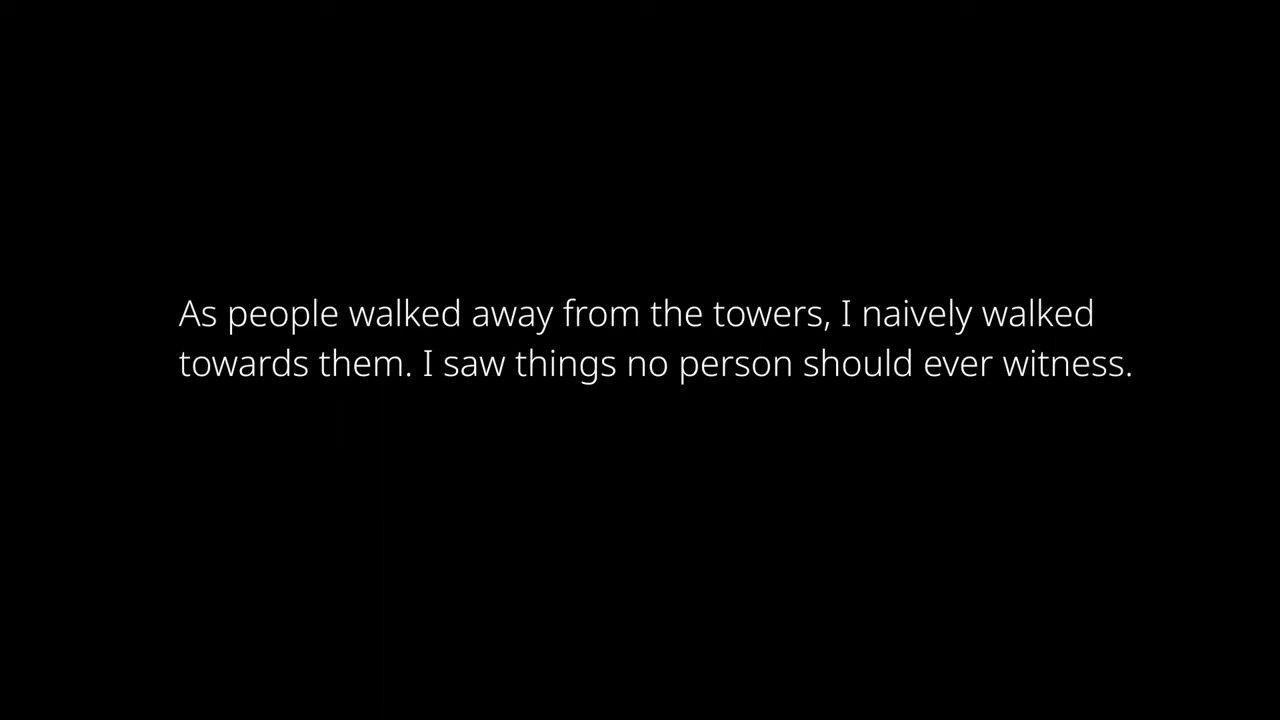 As people walked away from the towers, I naively walked
towards them. I saw things no person should ever witness.